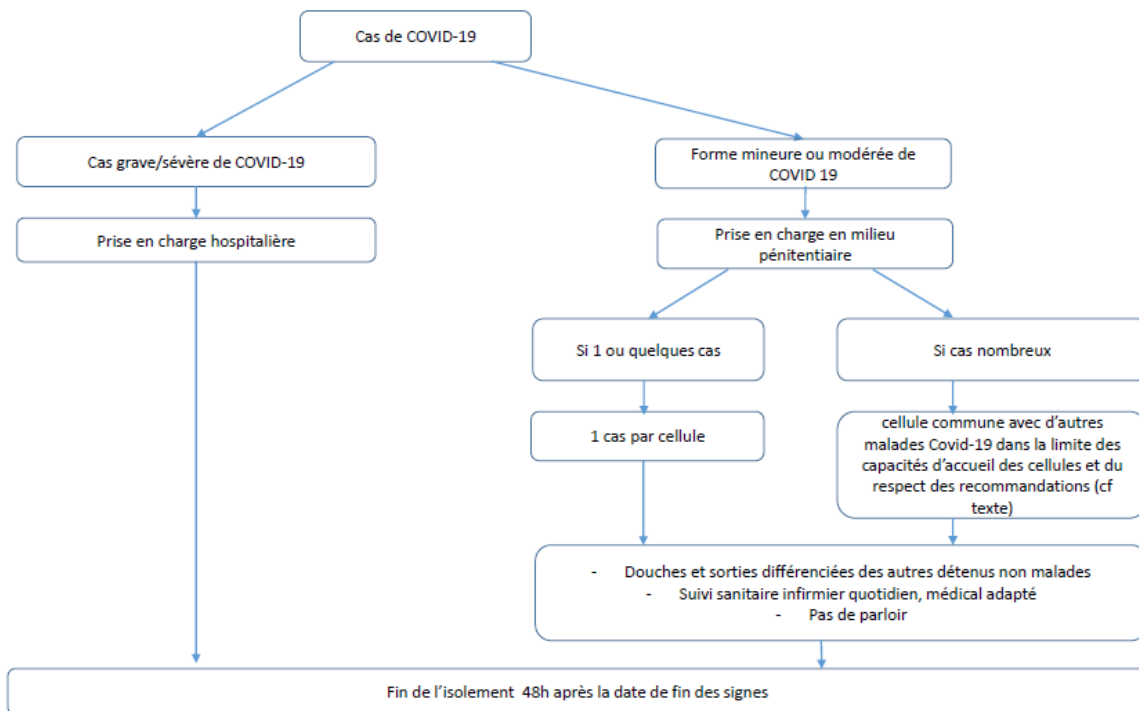 Cas de COVID-19
Cas grave/sévère de COVID-19
Forme mineure ou modérée de
COVID 19
Prise en charge hospitalière
Prise en charge en milieu
pénitentiaire
Si 1 ou quelques cas
Si cas nombreux
1 cas par cellule
cellule commune avec d'autres
malades Covid-19 dans la limite des
capacités d'accueil des cellules et du
respect des recommandations (cf
texte)
- Douches et sorties différenciées des autres détenus non malades
- Suivi sanitaire infirmier quotidien, médical adapté
- Pas de parloir
Fin de l'isolement 48h après la date de fin des signes